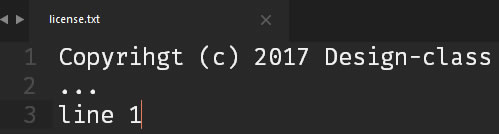 license.txt
1 Copyrihgt (c) 2017 Design-class
2 ...
3 line 1